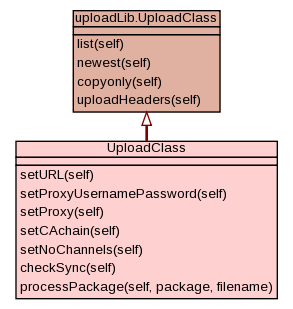 uploadLib.UploadClass
list(self)
newest(self)
copyonly(self)
uploadHeaders(self)
UploadClass
setURL(self)
setProxyUsernamePassword(self)
setProxy(self)
setCAchain(self)
setNoChannels(self)
checkSync(self)
processPackage(self, package, filename)